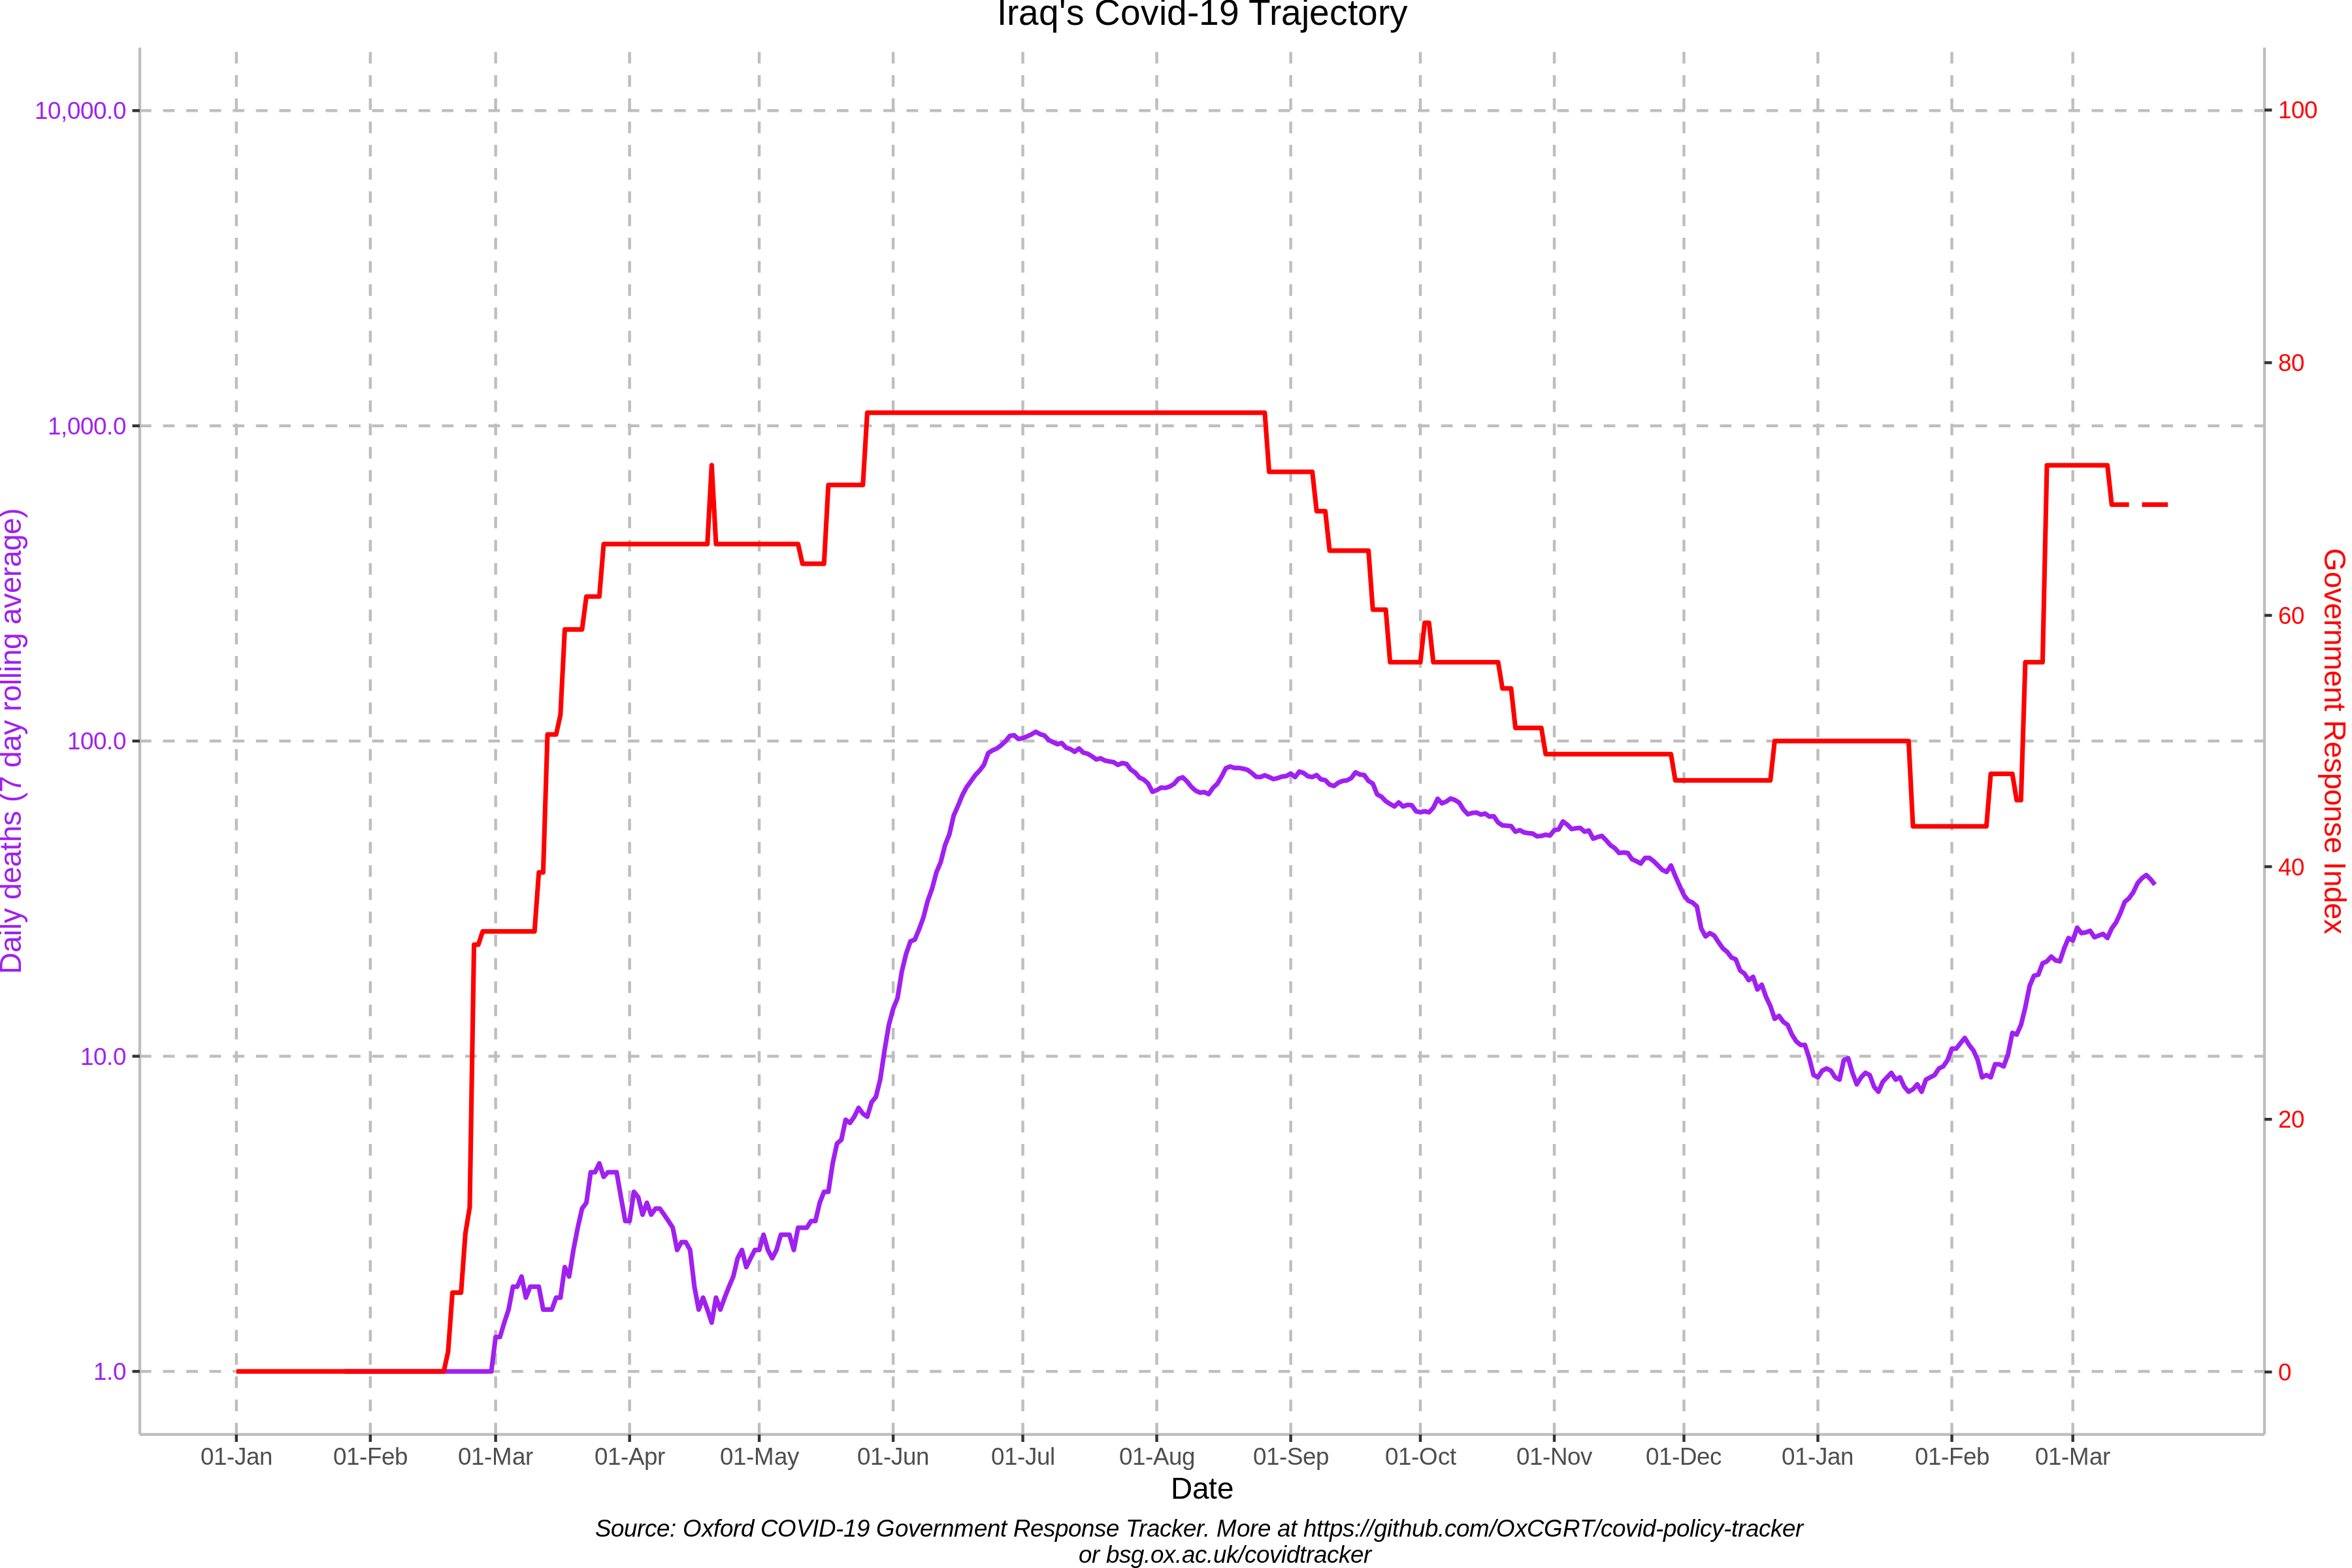 Iraq's Covid-19 Trajectory
10,000.0
1,000.0
100.0
10.0
1.0
Daily deaths (7 day rolling average)
100
80
60
40
20
0
Government Response Index
01-Jan 01-Feb 01-Mar 01-Apr 01-May 01-Jun 01-Jul 01-Aug 01-Sep 01-Oct 01-Nov 01-Dec 01-Jan 01-Feb 01-Mar
Date
Source: Oxford COVID-19 Government Response Tracker. More at https://github.com/OxCGRT/covid-policy-tracker
or bsg.ox.ac.uk/covidtracker